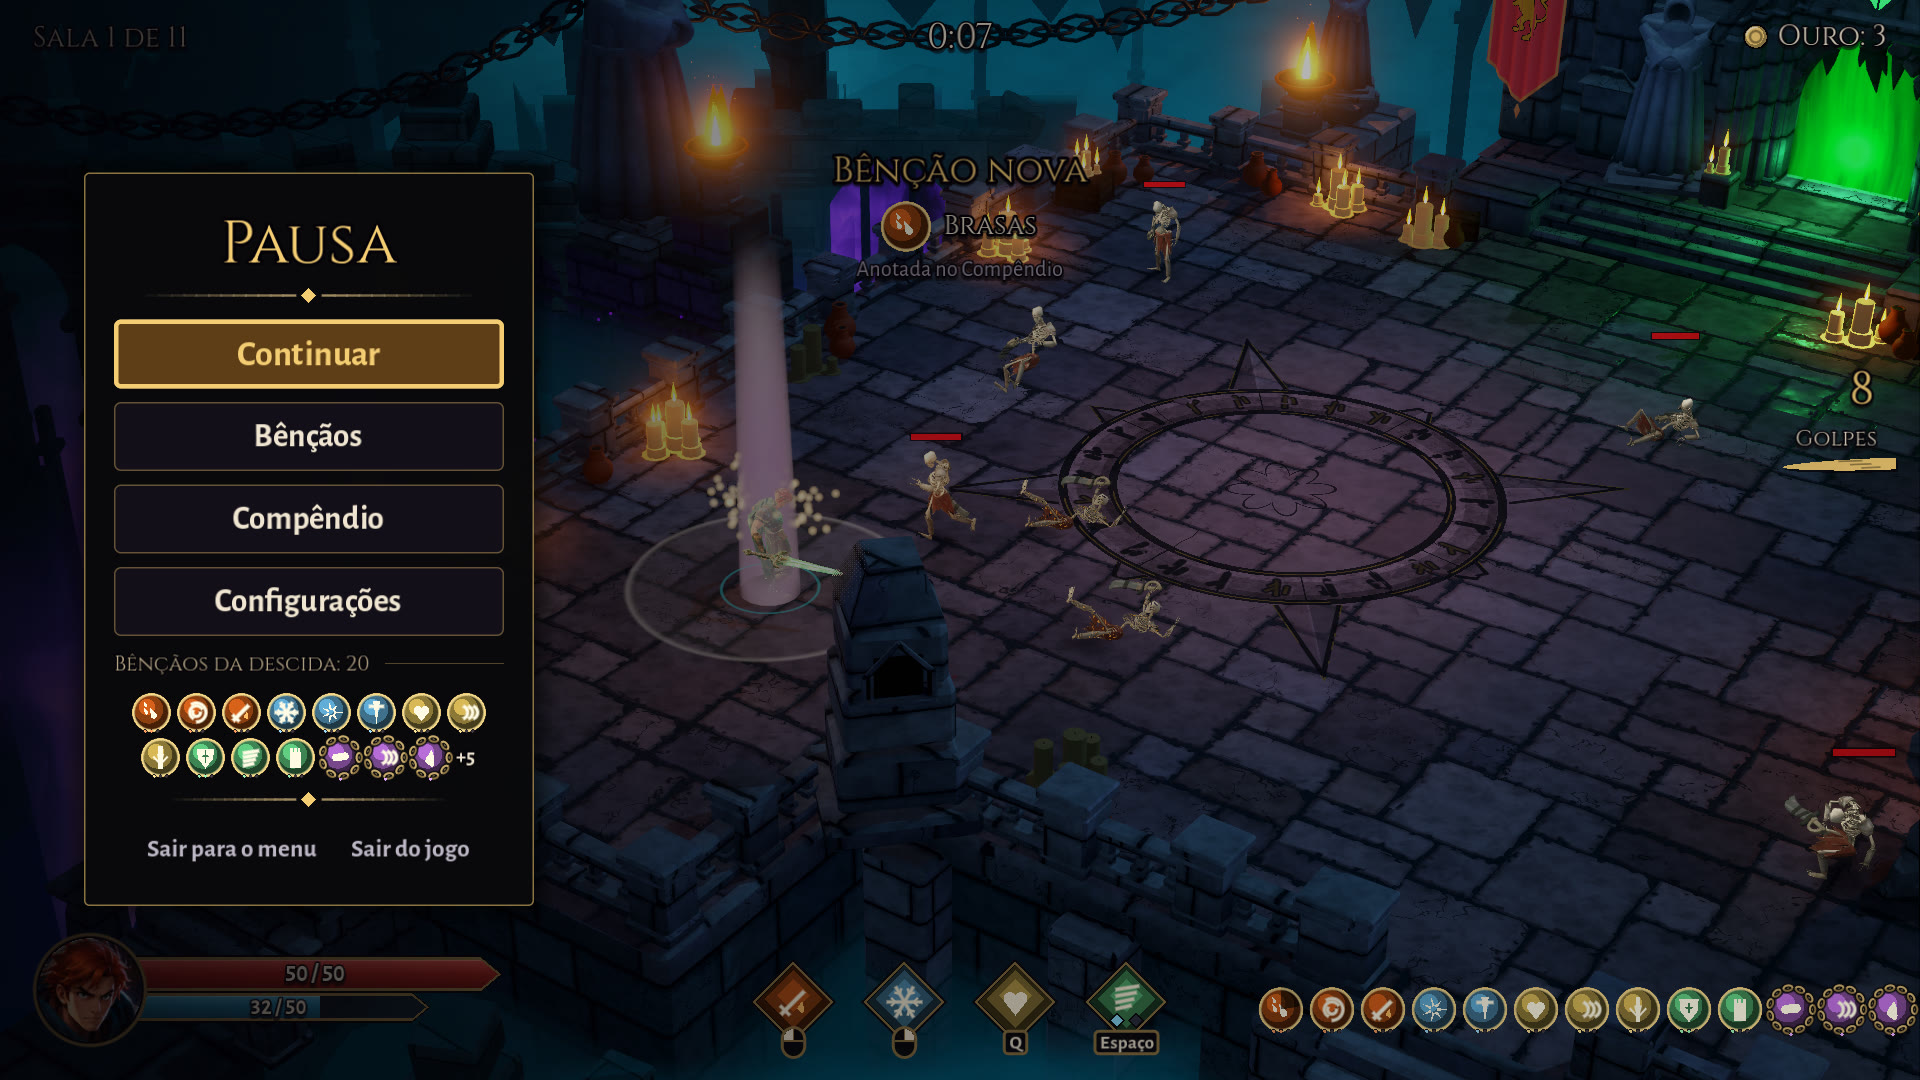 SALA 1 DE 11
0:07
OURO: 3
BÊNÇÃO NOVA
BRASAS
Anotada no Compêndio
PAUSA
Continuar
Bênçãos
Compêndio
Configurações
BÊNÇÃOS DA DESCIDA: 20
+5
Sair para o menu
Sair do jogo
8
GOLPES
50/50
32/50
Q
Espaço